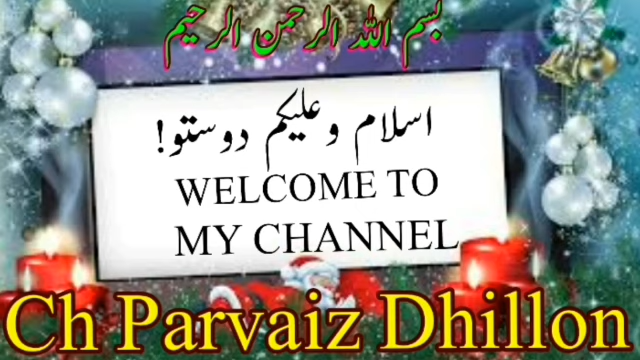 بسم اللہ الرحمن الرحیم
اسلام و علیکم دوستو!
WELCOME TO
MY CHANNEL
Ch Parvaiz Dhillon